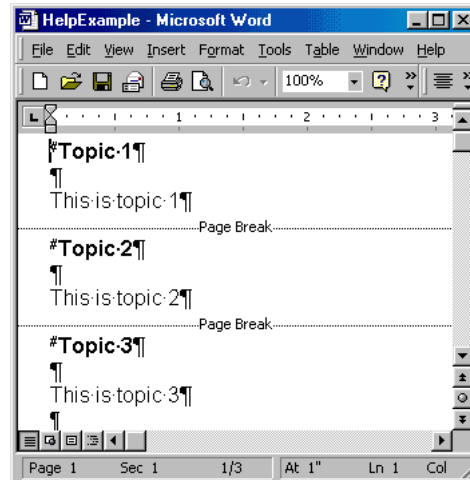 HelpExample - Microsoft Word
File Edit View Insert Format Tools Table Window Help
100%
1 2 3
#Topic·1¶
¶
This·is·topic·1¶
Page Break
#Topic·2¶
¶
This·is·topic·2¶
Page Break
#Topic·3¶
¶
This·is·topic·3¶
¶
Page 1 Sec 1 1/3 At 1" Ln 1 Col